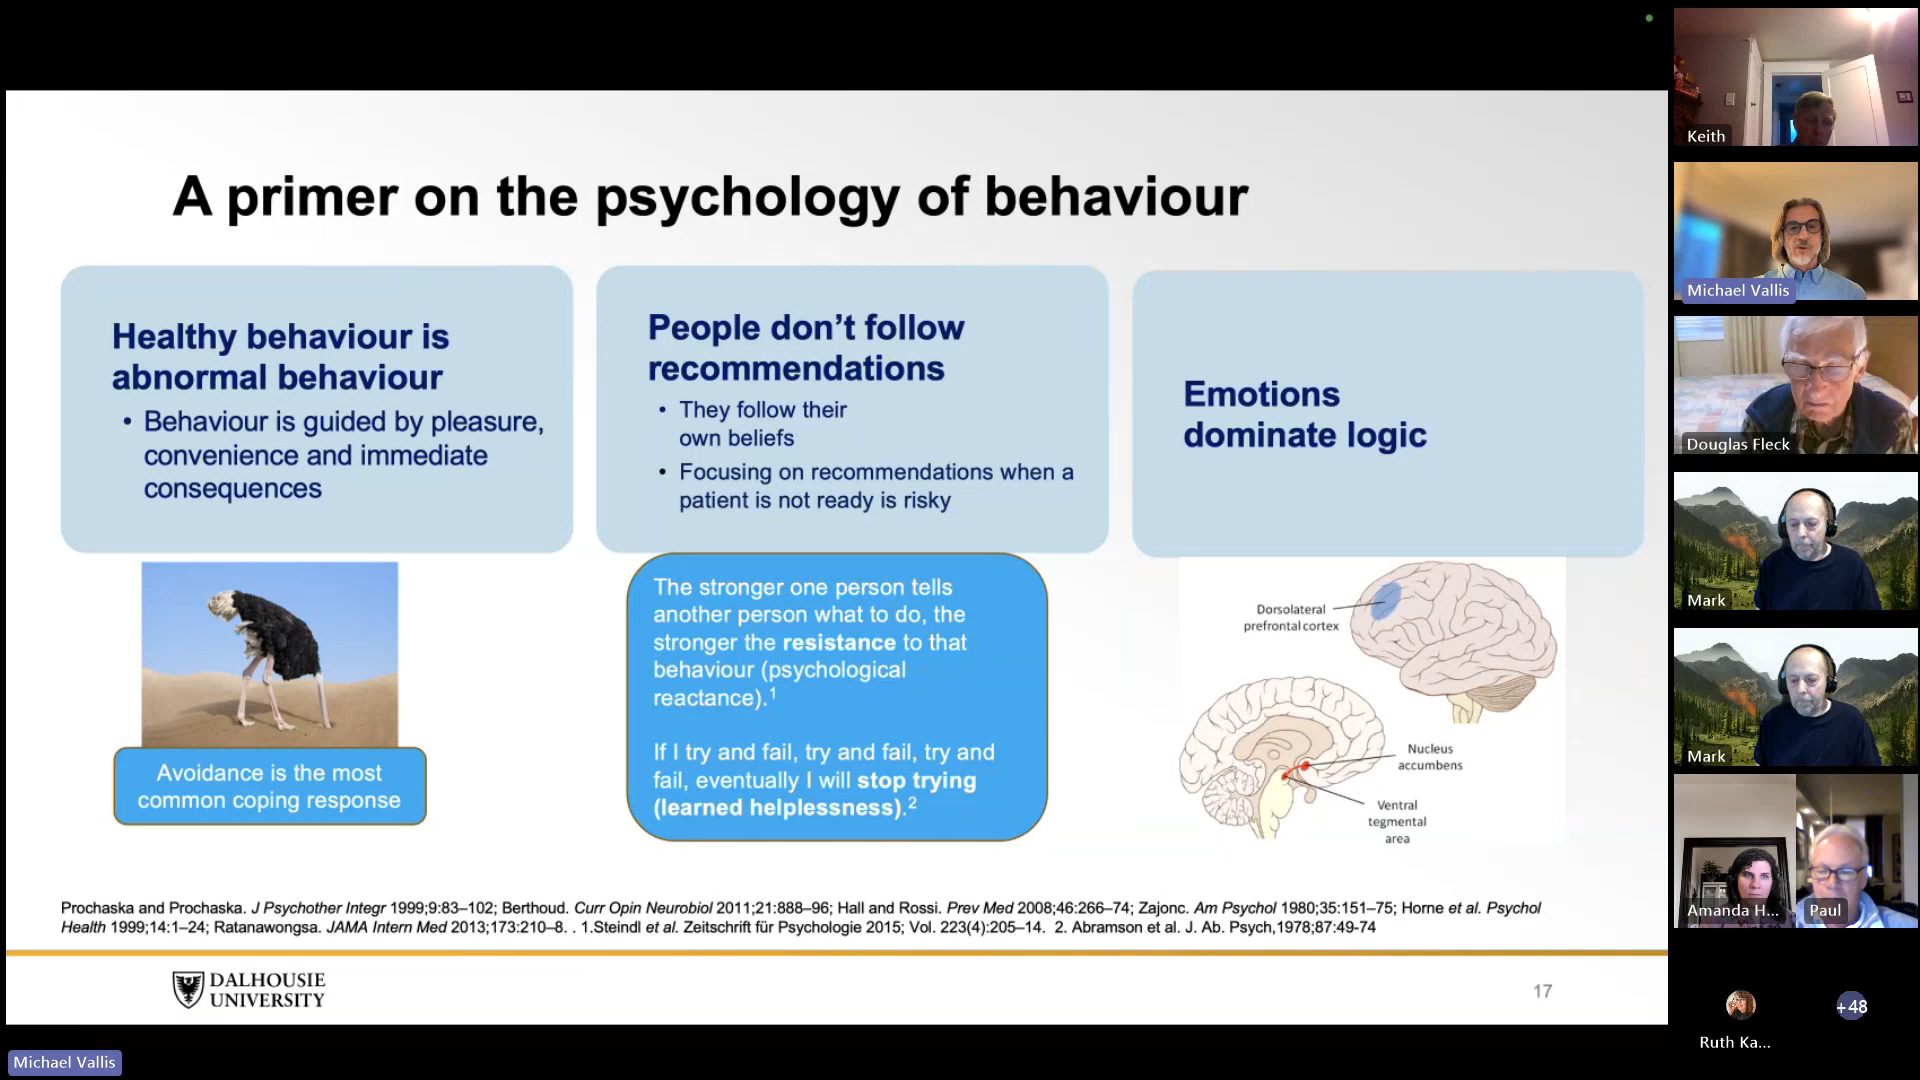 A primer on the psychology of behaviour
Healthy behaviour is
abnormal behaviour
• Behaviour is guided by pleasure,
convenience and immediate
consequences
Avoidance is the most
common coping response
People don’t follow
recommendations
• They follow their
own beliefs
• Focusing on recommendations when a
patient is not ready is risky
The stronger one person tells
another person what to do, the
stronger the resistance to that
behaviour (psychological
reactance).1
If I try and fail, try and fail, try and
fail, eventually I will stop trying
(learned helplessness).2
Emotions
dominate logic
Dorsolateral
prefrontal cortex
Nucleus
accumbens
Ventral
tegmental
area
Prochaska and Prochaska. J Psychother Integr 1999;9:83–102; Berthoud. Curr Opin Neurobiol 2011;21:888–96; Hall and Rossi. Prev Med 2008;46:266–74; Zajonc. Am Psychol 1980;35:151–75; Horne et al. Psychol
Health 1999;14:1–24; Ratanawongsa. JAMA Intern Med 2013;173:210–8. . 1.Steindl et al. Zeitschrift für Psychologie 2015; Vol. 223(4):205–14. 2. Abramson et al. J. Ab. Psych,1978;87:49-74
DALHOUSIE
UNIVERSITY
17
Michael Vallis
Keith
Michael Vallis
Douglas Fleck
Mark
Mark
Amanda H...
Paul
Ruth Ka...
+48